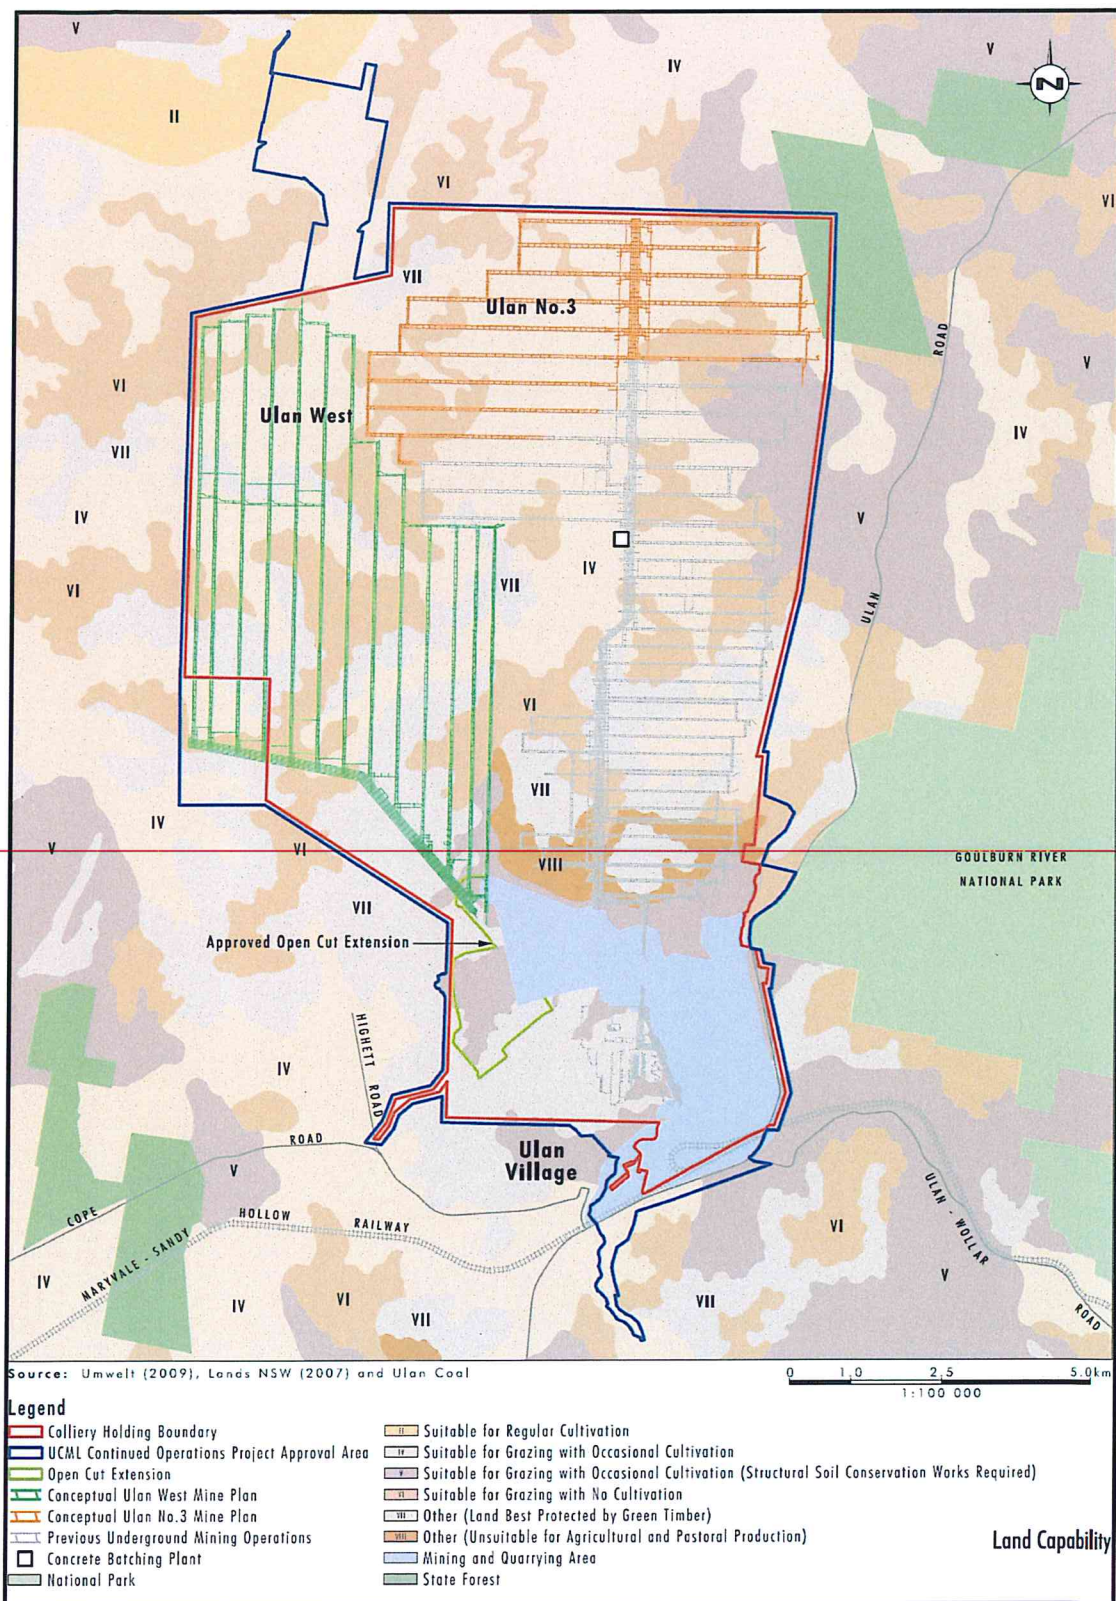 V
IV
V
N
II
VI
VI
VII
Ulan No.3
ROAD
V
VI
Ulan West
IV
VII
IV
V
IV
VII
VI
ULAN
VI
VII
IV
V
VI
VIII
GOULBURN RIVER
NATIONAL PARK
VII
Approved Open Cut Extension
HIGHETT ROAD
IV
ROAD
Ulan
Village
V
COPE
HOLLOW
RAILWAY
MARYVALE - SANDY
ULAN - WOLLAR
ROAD
VI
V
IV
IV
VI
VII
VII
Source: Umwelt (2009), Lands NSW (2007) and Ulan Coal
0 1,0 2,5 5.0km
1:100 000
Legend
Colliery Holding Boundary
UCML Continued Operations Project Approval Area
Open Cut Extension
Conceptual Ulan West Mine Plan
Conceptual Ulan No.3 Mine Plan
Previous Underground Mining Operations
Concrete Batching Plant
National Park
II Suitable for Regular Cultivation
IV Suitable for Grazing with Occasional Cultivation
V Suitable for Grazing with Occasional Cultivation (Structural Soil Conservation Works Required)
VI Suitable for Grazing with No Cultivation
VII Other (Land Best Protected by Green Timber)
VIII Other (Unsuitable for Agricultural and Pastoral Production)
Mining and Quarrying Area
State Forest
Land Capability